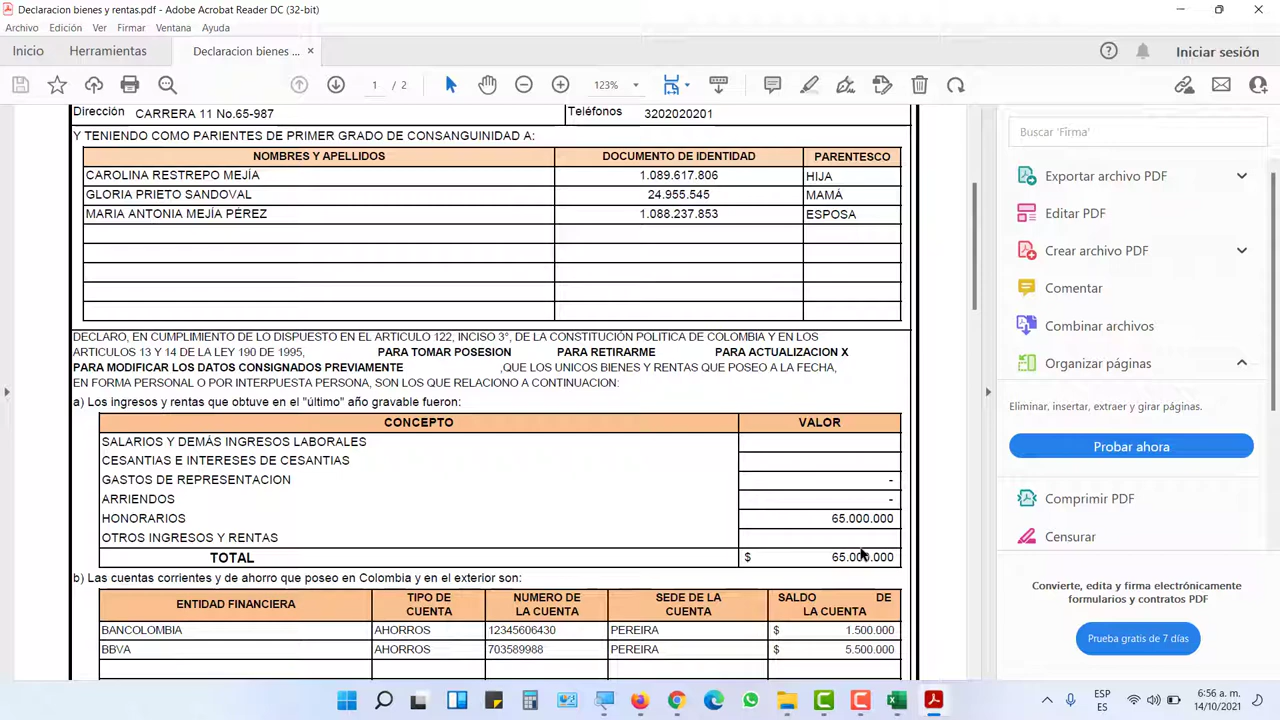 Declaracion bienes y rentas.pdf - Adobe Acrobat Reader DC (32-bit)
Archivo Edición Ver Firmar Ventana Ayuda
Inicio Herramientas Declaracion bienes ... × Iniciar sesión
1 / 2 123%
Dirección CARRERA 11 No.65-987 Teléfonos 3202020201
Y TENIENDO COMO PARIENTES DE PRIMER GRADO DE CONSANGUINIDAD A:
NOMBRES Y APELLIDOS DOCUMENTO DE IDENTIDAD PARENTESCO
CAROLINA RESTREPO MEJÍA 1.089.617.806 HIJA
GLORIA PRIETO SANDOVAL 24.955.545 MAMÁ
MARIA ANTONIA MEJÍA PÉREZ 1.088.237.853 ESPOSA
DECLARO, EN CUMPLIMIENTO DE LO DISPUESTO EN EL ARTICULO 122, INCISO 3°, DE LA CONSTITUCIÓN POLITICA DE COLOMBIA Y EN LOS
ARTICULOS 13 Y 14 DE LA LEY 190 DE 1995, PARA TOMAR POSESION PARA RETIRARME PARA ACTUALIZACION X
PARA MODIFICAR LOS DATOS CONSIGNADOS PREVIAMENTE ,QUE LOS UNICOS BIENES Y RENTAS QUE POSEO A LA FECHA,
EN FORMA PERSONAL O POR INTERPUESTA PERSONA, SON LOS QUE RELACIONO A CONTINUACION:
a) Los ingresos y rentas que obtuve en el "último" año gravable fueron:
CONCEPTO VALOR
SALARIOS Y DEMÁS INGRESOS LABORALES
CESANTIAS E INTERESES DE CESANTIAS
GASTOS DE REPRESENTACION -
ARRIENDOS -
HONORARIOS 65.000.000
OTROS INGRESOS Y RENTAS
TOTAL $ 65.000.000
b) Las cuentas corrientes y de ahorro que poseo en Colombia y en el exterior son:
ENTIDAD FINANCIERA TIPO DE CUENTA NUMERO DE LA CUENTA SEDE DE LA CUENTA SALDO DE LA CUENTA
BANCOLOMBIA AHORROS 12345606430 PEREIRA $ 1.500.000
BBVA AHORROS 703589988 PEREIRA $ 5.500.000
Buscar 'Firma'
Exportar archivo PDF
Editar PDF
Crear archivo PDF
Comentar
Combinar archivos
Organizar páginas
Eliminar, insertar, extraer y girar páginas.
Probar ahora
Comprimir PDF
Censurar
Convierte, edita y firma electrónicamente
formularios y contratos PDF
Prueba gratis de 7 días
ESP
ES
6:56 a. m.
14/10/2021